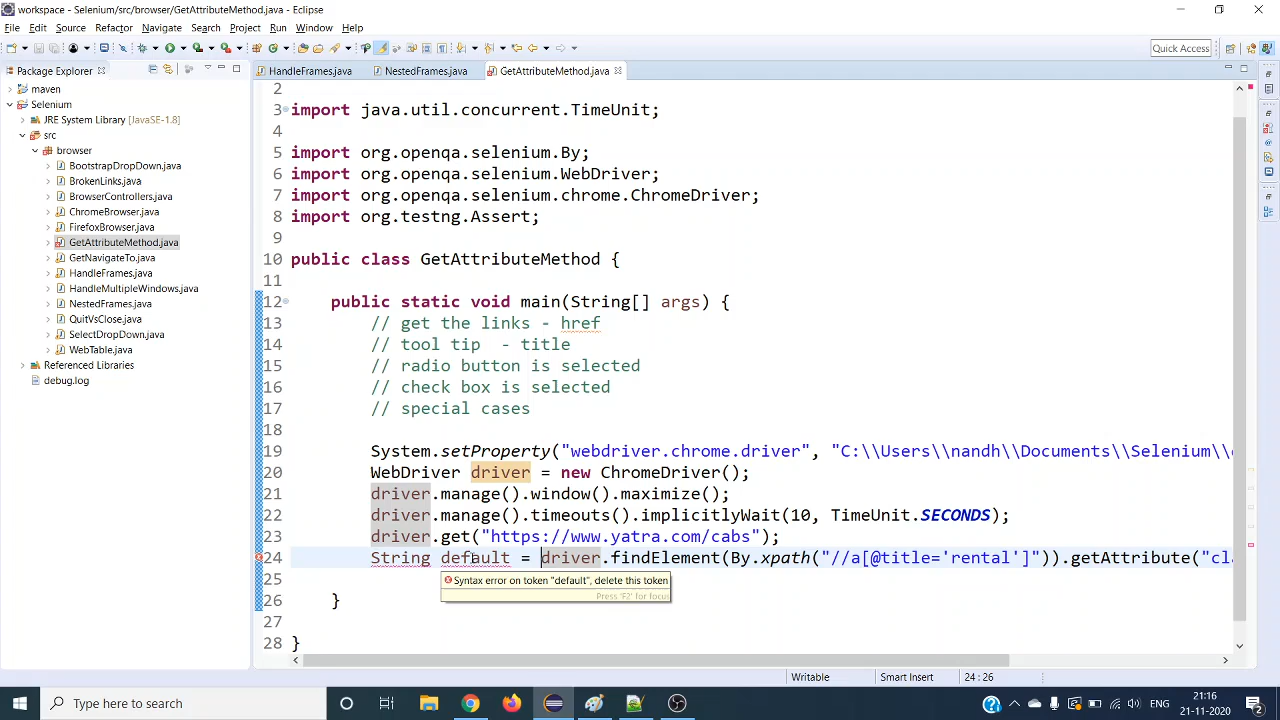 workspace - Selenium/src/browser/GetAttributeMethod.java - Eclipse
File Edit Source Refactor Navigate Search Project Run Window Help
Quick Access
Package Explorer
HandleFrames.java
NestedFrames.java
GetAttributeMethod.java
maven
Selenium
JRE System Library [JavaSE-1.8]
src
browser
BootstrapDropDown.java
BrokenLinks.java
BrowserControllers.java
ChromeBrowser.java
FirefoxBrowser.java
GetAttributeMethod.java
GetNavigateTo.java
HandleFrames.java
HandleMultipleWindows.java
NestedFrames.java
QuitVsClose.java
SelectDropDown.java
WebTable.java
Referenced Libraries
debug.log
2
3 import java.util.concurrent.TimeUnit;
4
5 import org.openqa.selenium.By;
6 import org.openqa.selenium.WebDriver;
7 import org.openqa.selenium.chrome.ChromeDriver;
8 import org.testng.Assert;
9
10 public class GetAttributeMethod {
11
12 public static void main(String[] args) {
13 // get the links - href
14 // tool tip  - title
15 // radio button is selected
16 // check box is selected
17 // special cases
18
19 System.setProperty("webdriver.chrome.driver", "C:\\Users\\nandh\\Documents\\Selenium\\
20 WebDriver driver = new ChromeDriver();
21 driver.manage().window().maximize();
22 driver.manage().timeouts().implicitlyWait(10, TimeUnit.SECONDS);
23 driver.get("https://www.yatra.com/cabs");
24 String default = driver.findElement(By.xpath("//a[@title='rental']")).getAttribute("cl
25
Syntax error on token "default", delete this token
Press 'F2' for focus
26 }
27
28 }
Writable
Smart Insert
24 : 26
Type here to search
ENG
21:16
21-11-2020
2